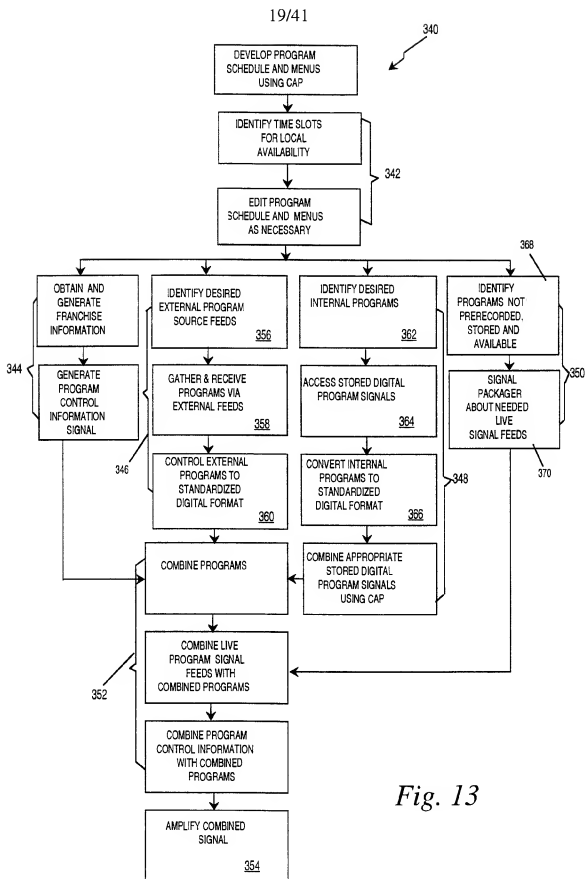 19/41
340
DEVELOP PROGRAM
SCHEDULE AND MENUS
USING CAP
IDENTIFY TIME SLOTS
FOR LOCAL
AVAILABILITY
342
EDIT PROGRAM
SCHEDULE AND MENUS
AS NECESSARY
OBTAIN AND
GENERATE
FRANCHISE
INFORMATION
344
GENERATE
PROGRAM
CONTROL
INFORMATION
SIGNAL
IDENTIFY DESIRED
EXTERNAL PROGRAM
SOURCE FEEDS
356
GATHER & RECEIVE
PROGRAMS VIA
EXTERNAL FEEDS
358
346
CONTROL EXTERNAL
PROGRAMS TO
STANDARDIZED
DIGITAL FORMAT
360
IDENTIFY DESIRED
INTERNAL PROGRAMS
362
ACCESS STORED DIGITAL
PROGRAM SIGNALS
364
CONVERT INTERNAL
PROGRAMS TO
STANDARDIZED
DIGITAL FORMAT
366
348
COMBINE APPROPRIATE
STORED DIGITAL
PROGRAM SIGNALS
USING CAP
368
IDENTIFY
PROGRAMS NOT
PRERECORDED,
STORED AND
AVAILABLE
350
SIGNAL
PACKAGER
ABOUT NEEDED
LIVE
SIGNAL FEEDS
370
COMBINE PROGRAMS
352
COMBINE LIVE
PROGRAM SIGNAL
FEEDS WITH
COMBINED PROGRAMS
COMBINE PROGRAM
CONTROL INFORMATION
WITH COMBINED
PROGRAMS
AMPLIFY COMBINED
SIGNAL
354
Fig. 13